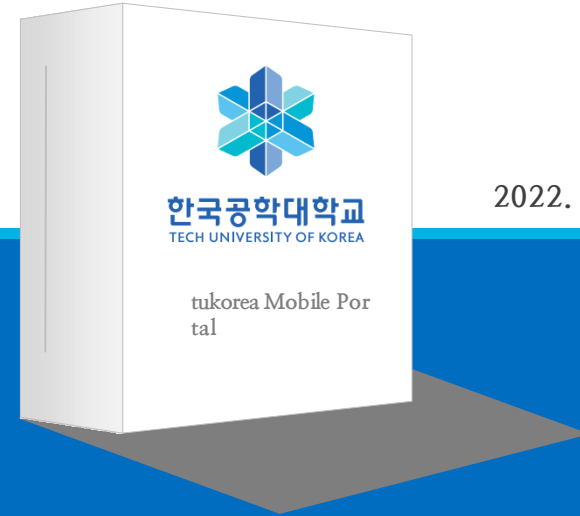 2022.
한국공학대학교
TECH UNIVERSITY OF KOREA
tukorea Mobile Por
tal